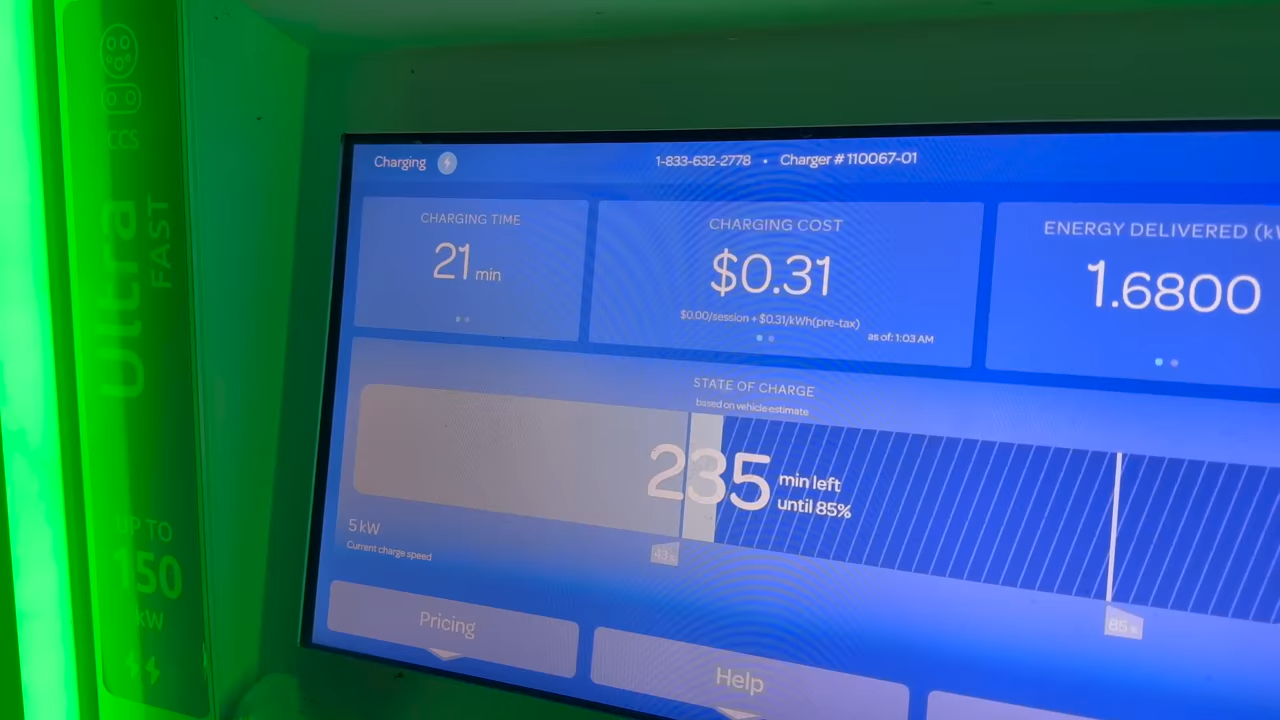 CCS
Ultra
FAST
UP TO
150
kW
Charging
1-833-632-2778 • Charger # 110067-01
CHARGING TIME
21 min
CHARGING COST
$0.31
$0.00/session + $0.31/kWh(pre-tax)
as of: 1:03 AM
ENERGY DELIVERED (kW
1.6800
STATE OF CHARGE
based on vehicle estimate
235 min left
until 85%
5 kW
Current charge speed
43%
85%
Pricing
Help